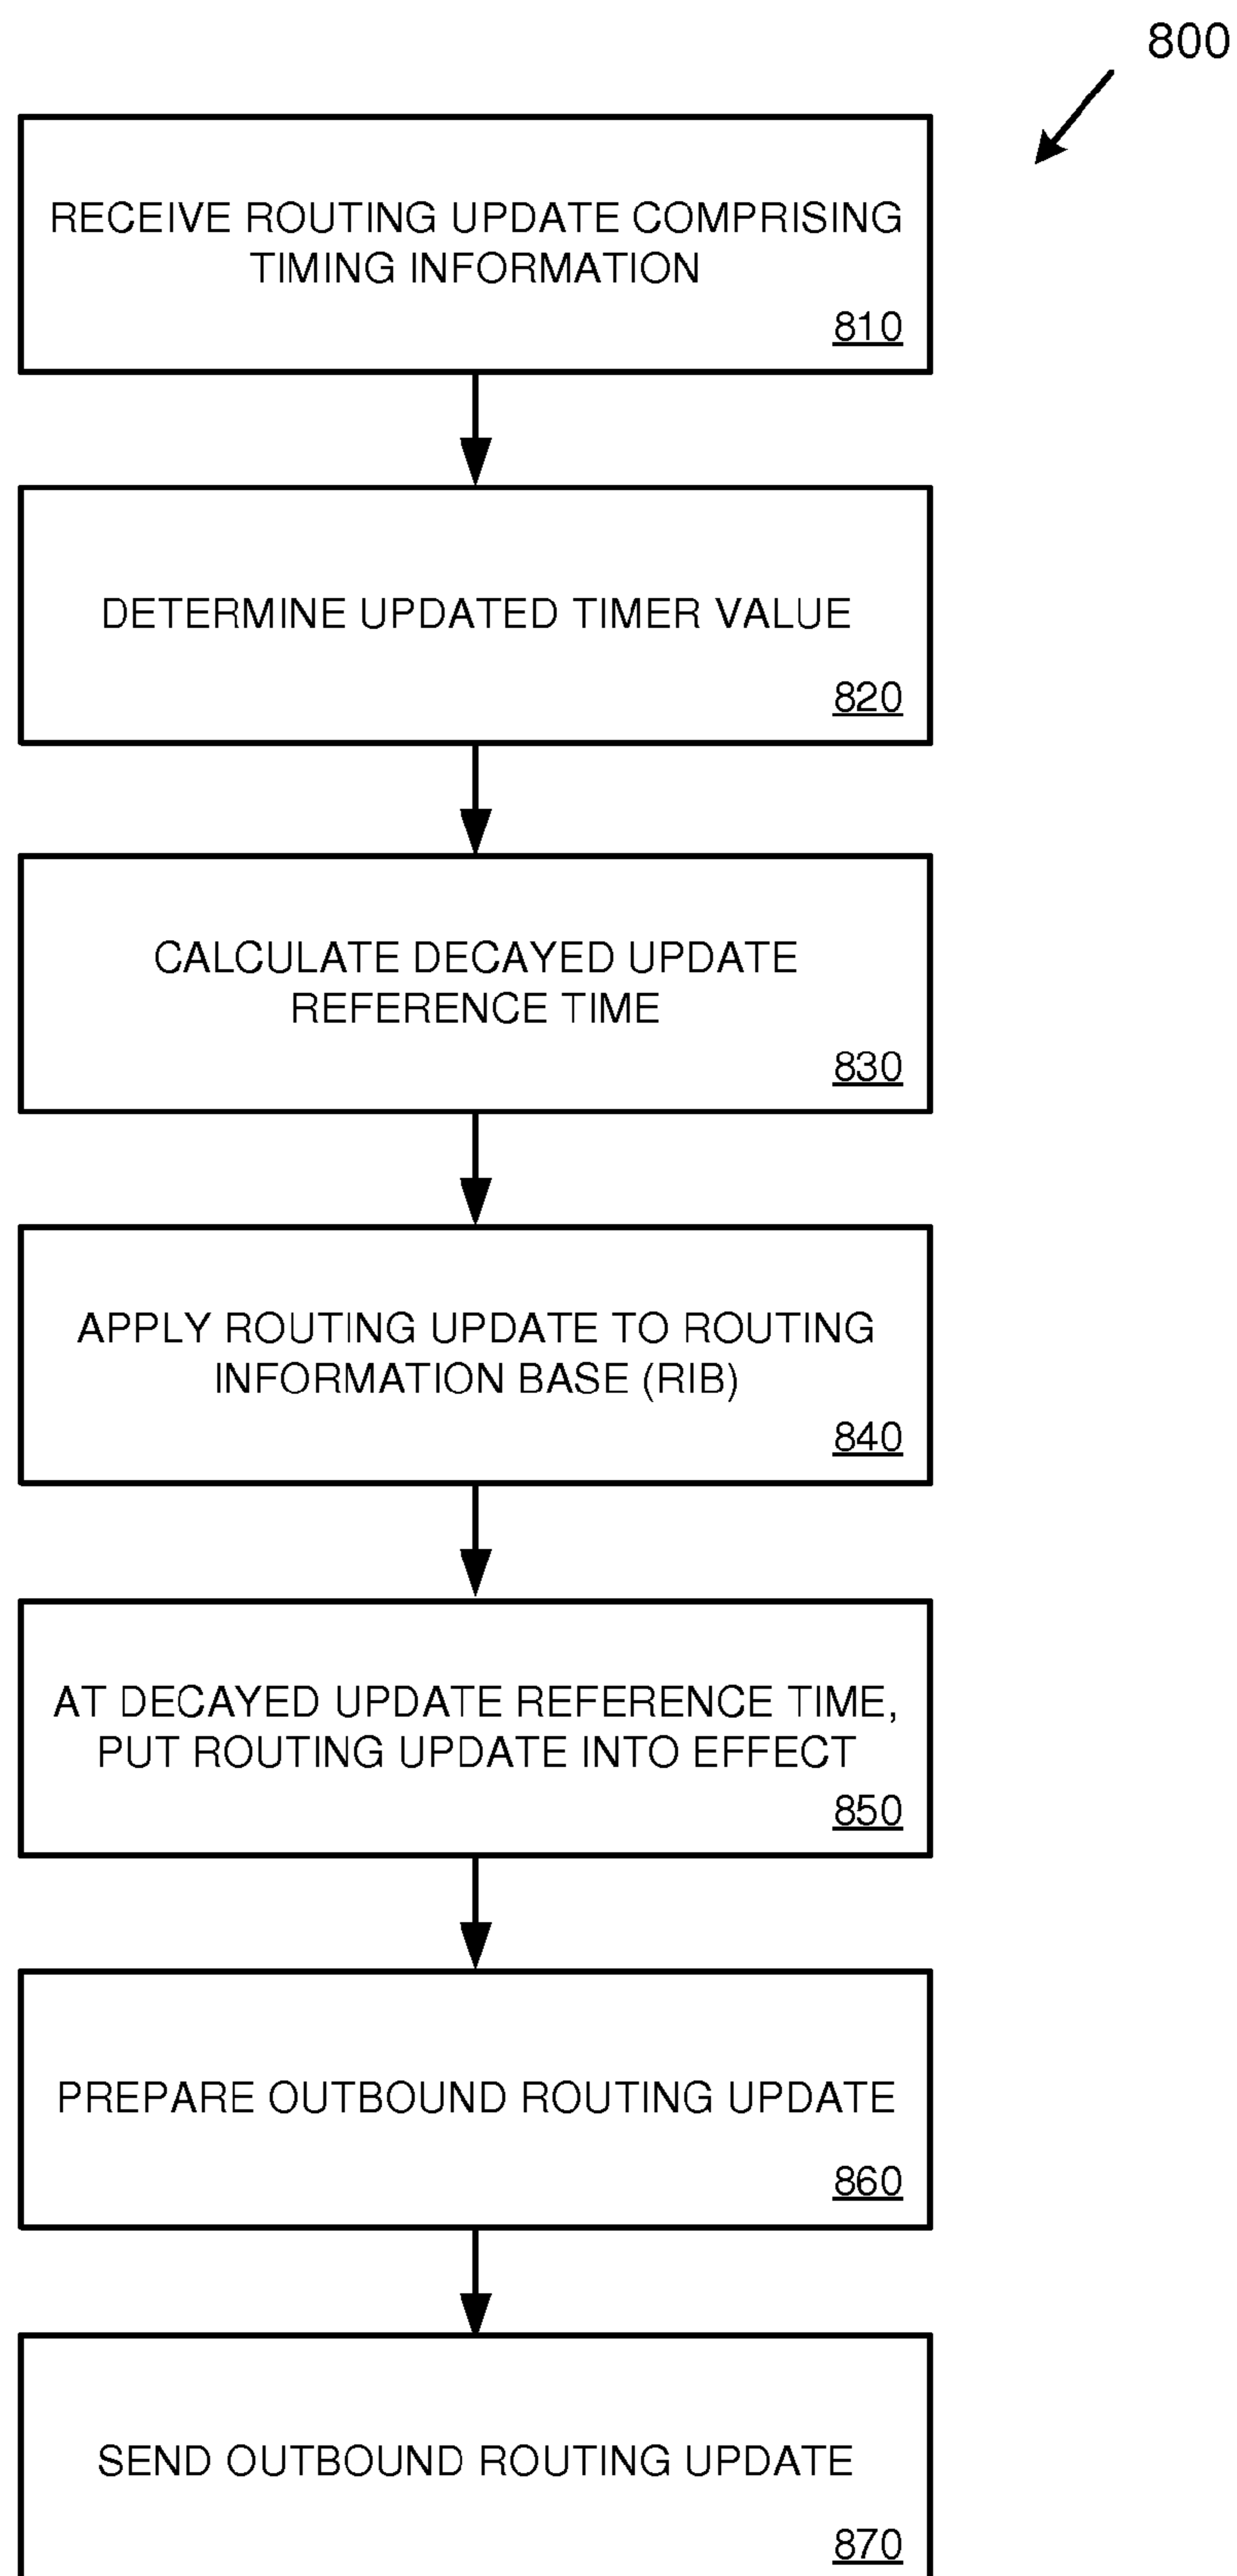 800
RECEIVE ROUTING UPDATE COMPRISING
TIMING INFORMATION
810
DETERMINE UPDATED TIMER VALUE
820
CALCULATE DECAYED UPDATE
REFERENCE TIME
830
APPLY ROUTING UPDATE TO ROUTING
INFORMATION BASE (RIB)
840
AT DECAYED UPDATE REFERENCE TIME,
PUT ROUTING UPDATE INTO EFFECT
850
PREPARE OUTBOUND ROUTING UPDATE
860
SEND OUTBOUND ROUTING UPDATE
870